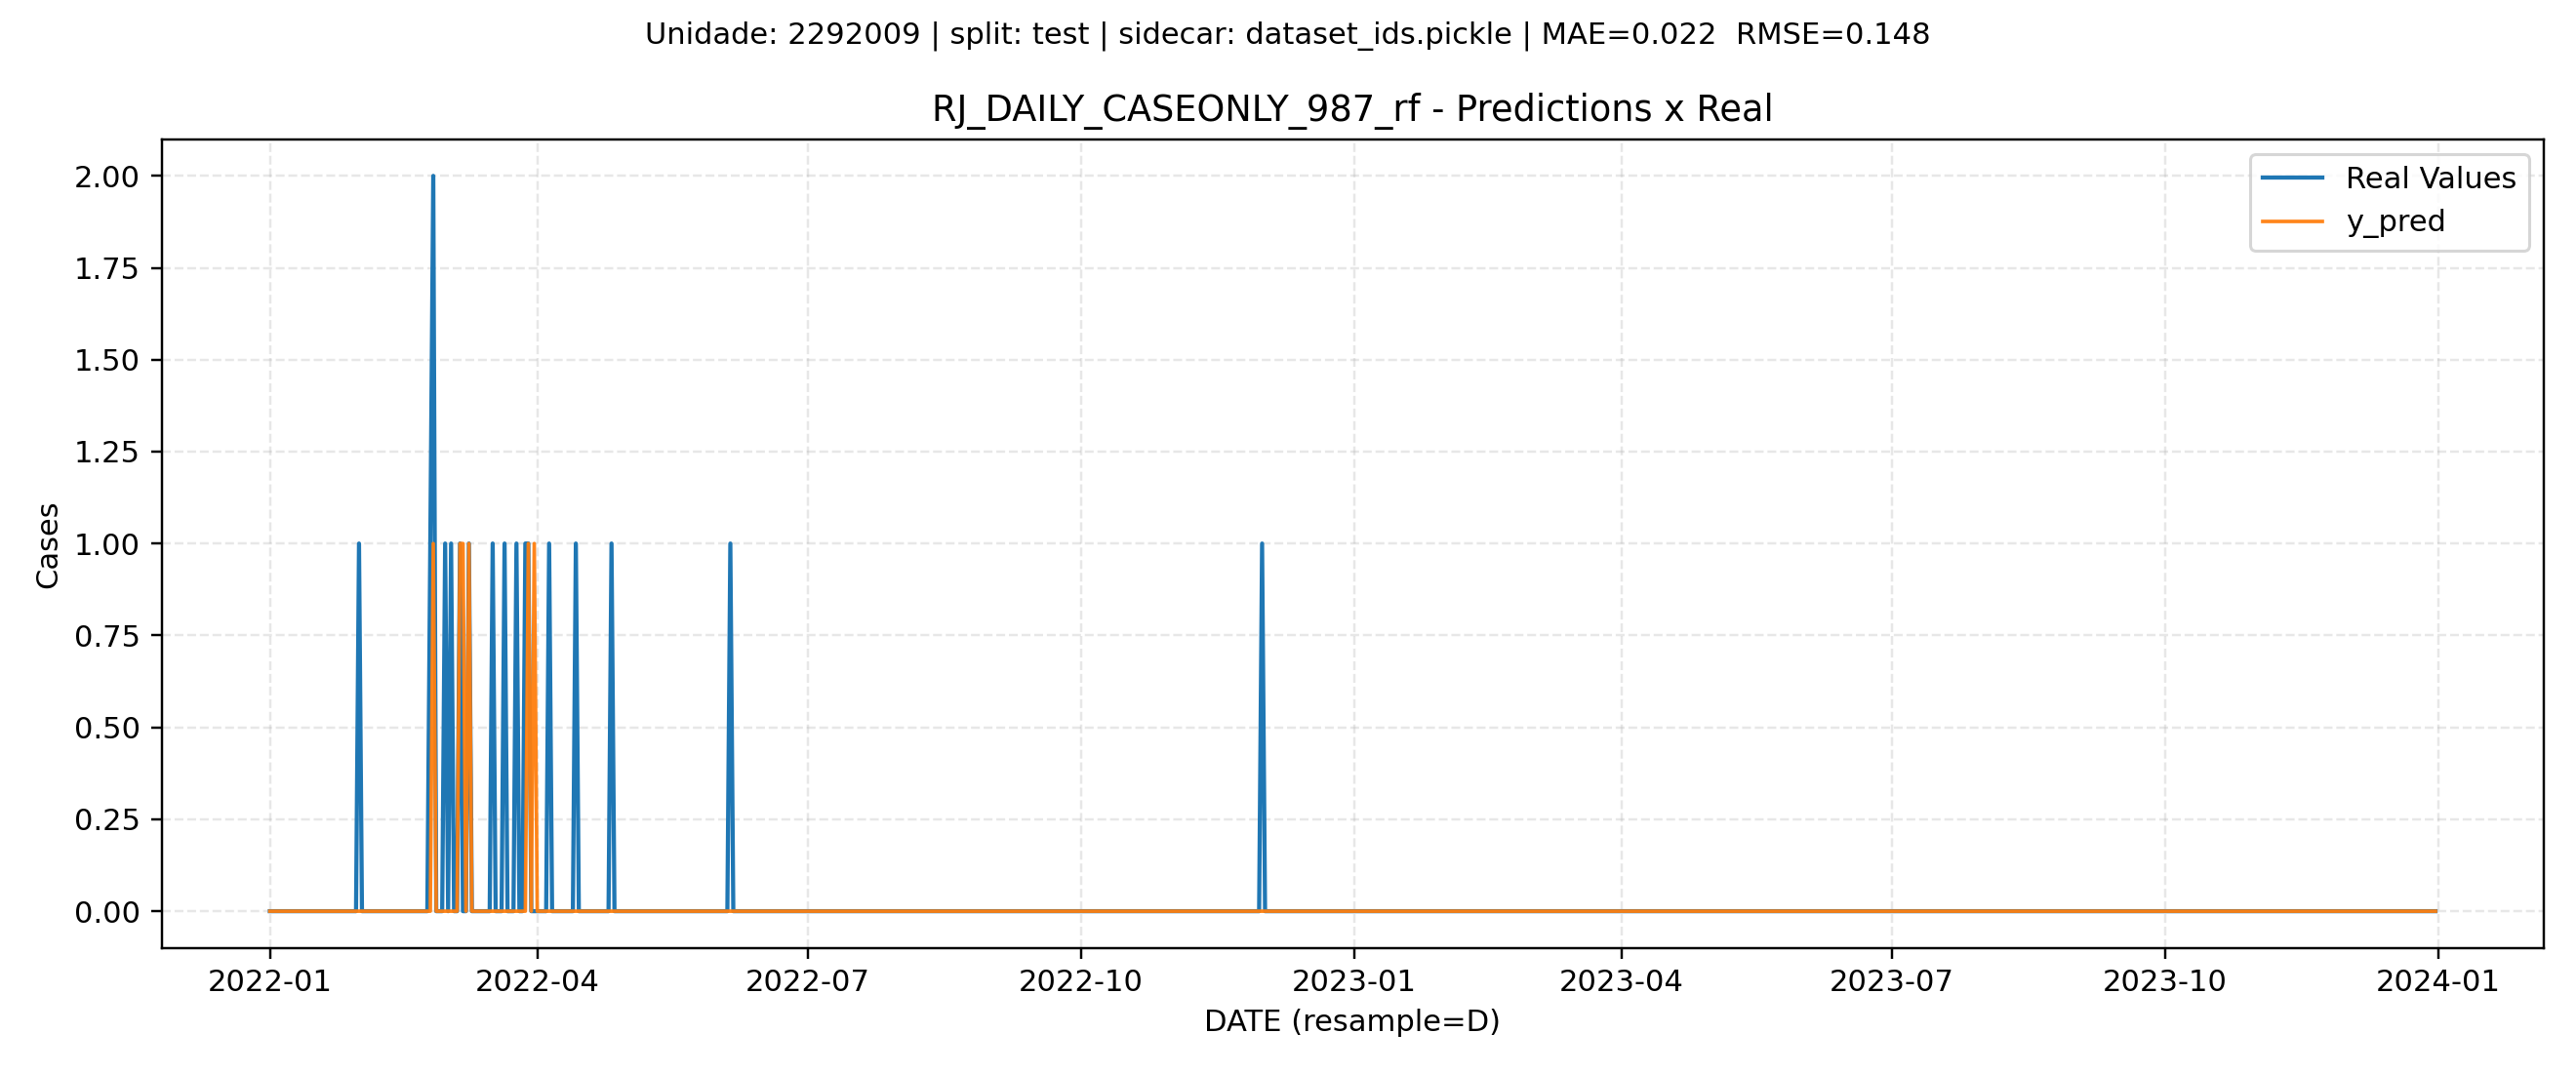 Unidade: 2292009 | split: test | sidecar: dataset_ids.pickle | MAE=0.022  RMSE=0.148
RJ_DAILY_CASEONLY_987_rf - Predictions x Real
Real Values
y_pred
2.00
1.75
1.50
1.25
1.00
0.75
0.50
0.25
0.00
Cases
2022-01 2022-04 2022-07 2022-10 2023-01 2023-04 2023-07 2023-10 2024-01
DATE (resample=D)